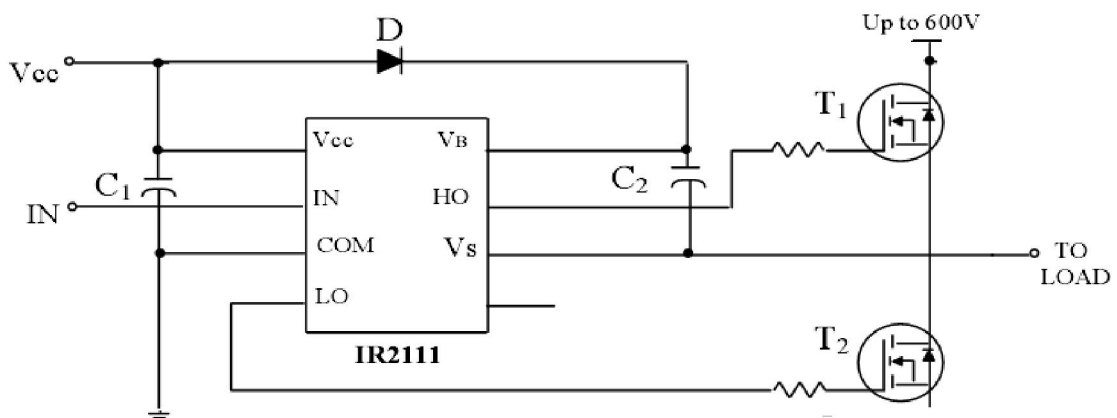 Up to 600V
D
Vcc
T1
Vcc
VB
C1
C2
IN
IN
HO
COM
Vs
TO
LOAD
LO
IR2111
T2